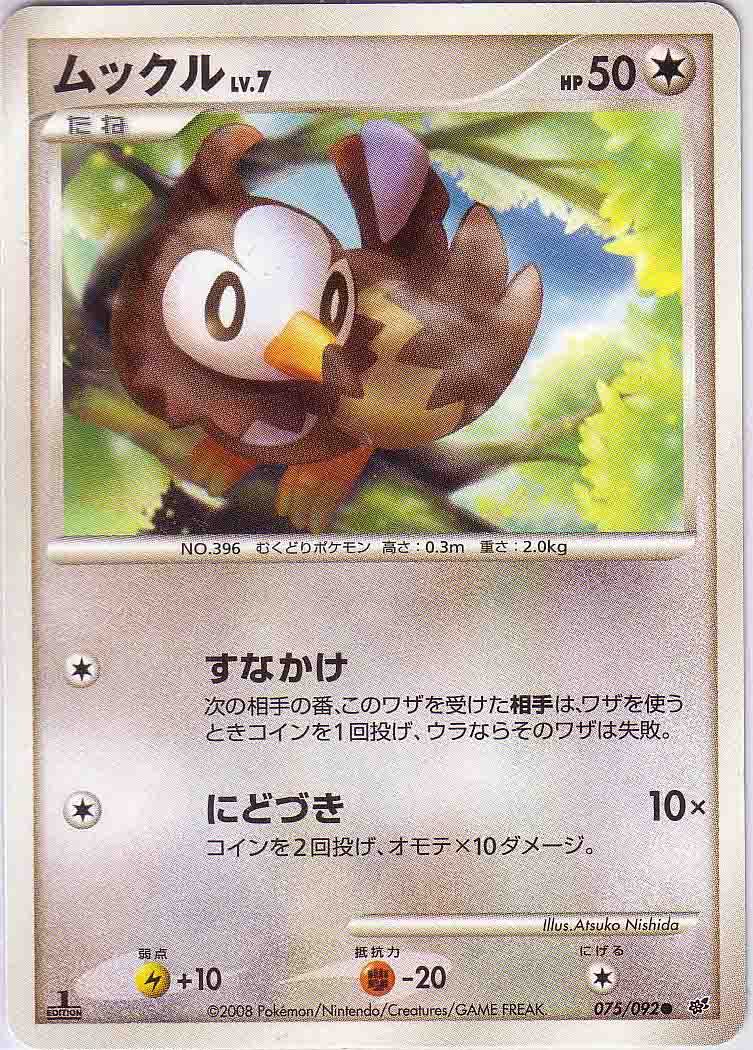 ムックル LV.7 HP 50
たね
NO.396 むくどりポケモン 高さ:0.3m 重さ:2.0kg
すなかけ
次の相手の番、このワザを受けた相手は、ワザを使う
ときコインを1回投げ、ウラならそのワザは失敗。
にどづき 10×
コインを2回投げ、オモテ×10ダメージ。
Illus.Atsuko Nishida
弱点 抵抗力 にげる
+10 -20
1 EDITION
©2008 Pokémon/Nintendo/Creatures/GAME FREAK.
075/092